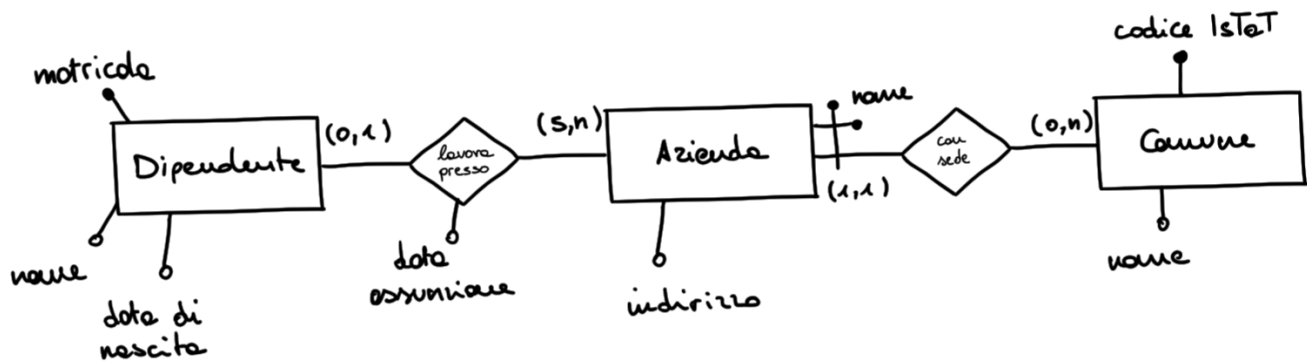 codice ISTaT
matricola
nome
(0,1)
(5,n)
(0,n)
Dipendente
lavora
presso
Azienda
con
sede
Comune
(1,1)
nome
data
assunzione
indirizzo
nome
data di
nascita